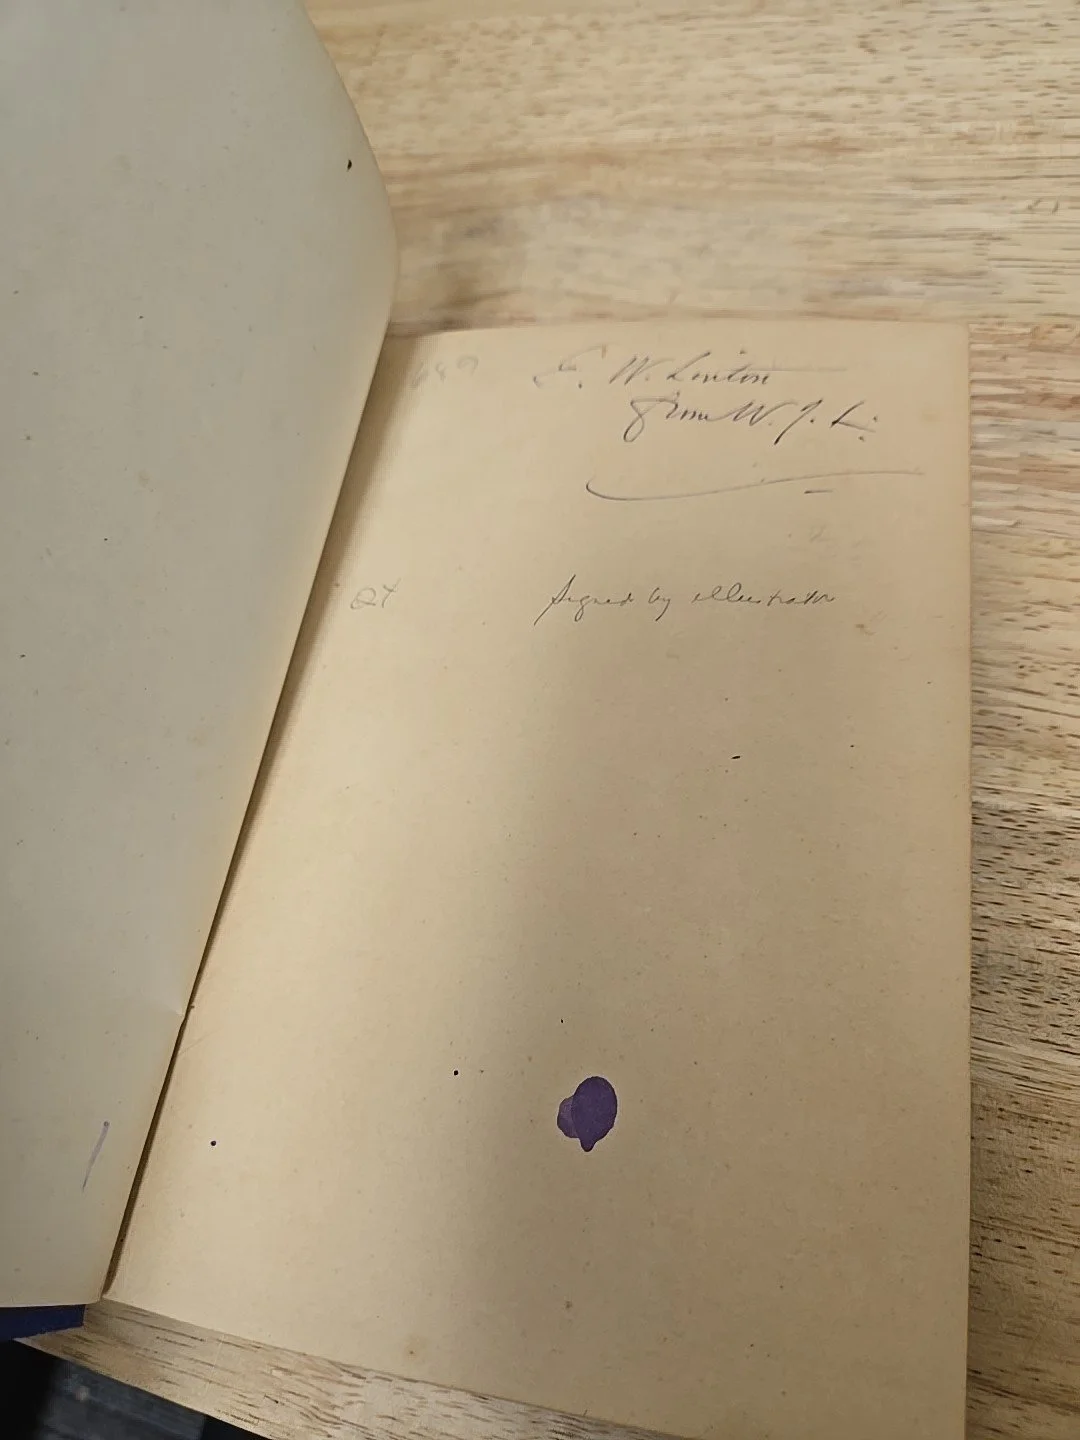 W. Linton
from W. J. L:
Signed by illustrator